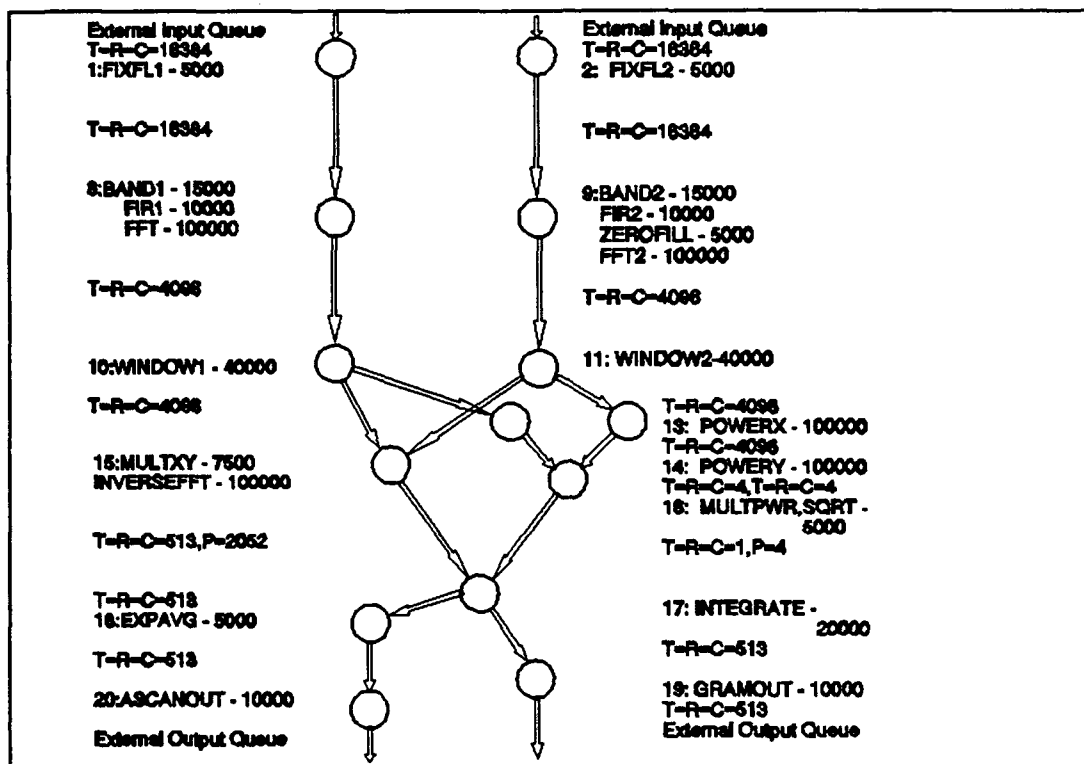 External Input Queue
T=R=C=16384
1:FIXFL1 - 5000
T=R=C=16384
8:BAND1 - 15000
FIR1 - 10000
FFT - 100000
T=R=C=4096
10:WINDOW1 - 40000
T=R=C=4096
15:MULTXY - 7500
INVERSEFFT - 100000
T=R=C=513,P=2052
T=R=C=513
18:EXPAVG - 5000
T=R=C=513
20:ASCANOUT - 10000
External Output Queue
External Input Queue
T=R=C=16384
2: FIXFL2 - 5000
T=R=C=16384
9:BAND2 - 15000
FIR2 - 10000
ZEROFILL - 5000
FFT2 - 100000
T=R=C=4096
11: WINDOW2-40000
T=R=C=4096
13: POWERX - 100000
T=R=C=4096
14: POWERY - 100000
T=R=C=4,T=R=C=4
16: MULTPWR,SQRT -
5000
T=R=C=1,P=4
17: INTEGRATE -
20000
T=R=C=513
19: GRAMOUT - 10000
T=R=C=513
External Output Queue